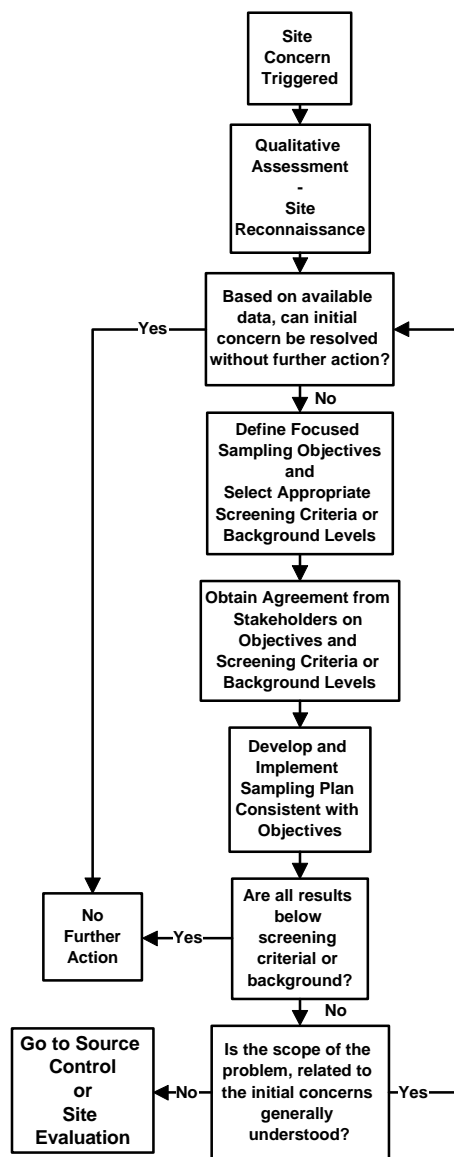 Site
Concern
Triggered
Qualitative
Assessment
-
Site
Reconnaissance
Based on available
data, can initial
concern be resolved
without further action?
Yes
No
Define Focused
Sampling Objectives
and
Select Appropriate
Screening Criteria or
Background Levels
Obtain Agreement from
Stakeholders on
Objectives and
Screening Criteria or
Background Levels
Develop and
Implement
Sampling Plan
Consistent with
Objectives
Are all results
below
screening
criterial or
background?
Yes
No
Further
Action
No
Is the scope of the
problem, related to
the initial concerns
generally
understood?
No
Yes
Go to Source
Control
or
Site
Evaluation